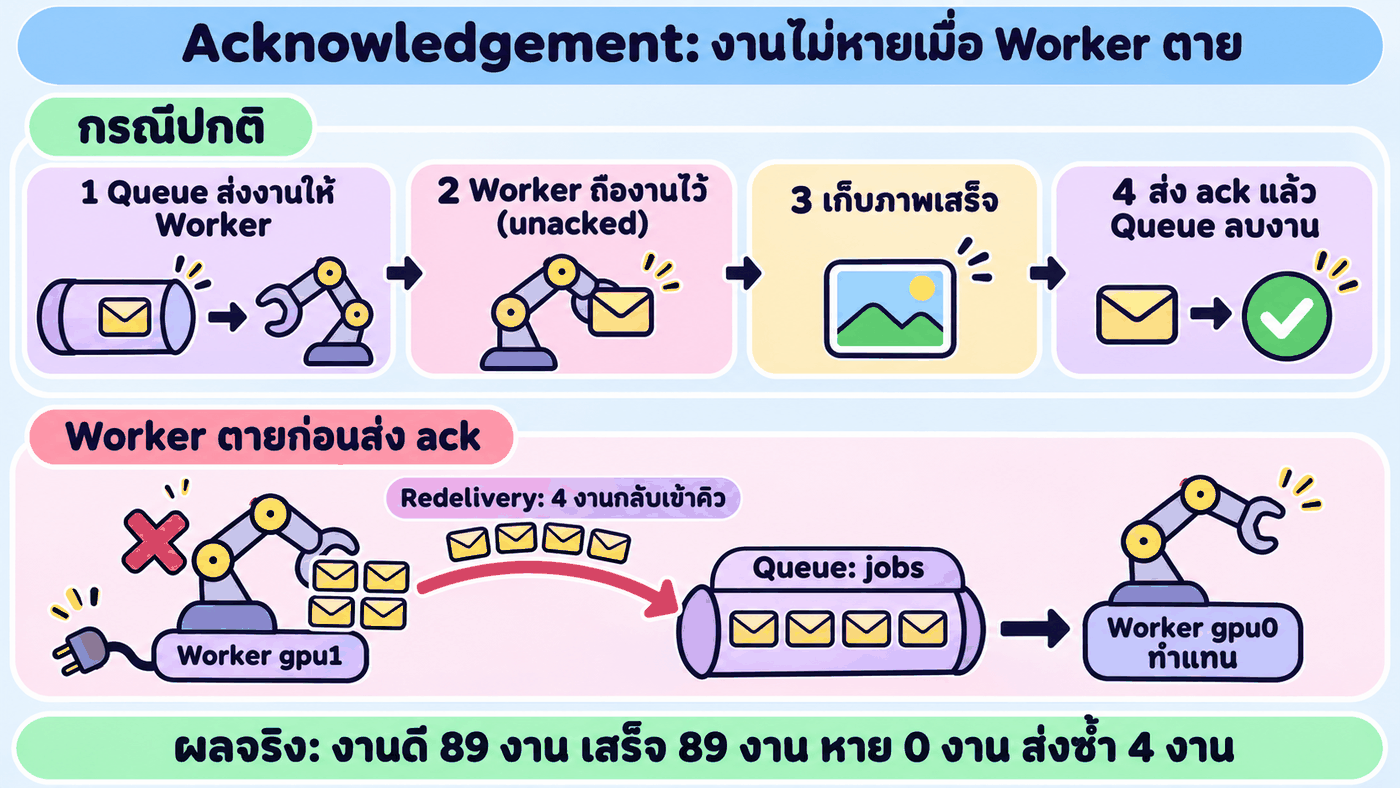 Acknowledgement: งานไม่หายเมื่อ Worker ตาย
กรณีปกติ
1 Queue ส่งงานให้
Worker
2 Worker ถืองานไว้
(unacked)
3 เก็บภาพเสร็จ
4 ส่ง ack แล้ว
Queue ลบงาน
Worker ตายก่อนส่ง ack
Redelivery: 4 งานกลับเข้าคิว
Worker gpu1
Queue: jobs
Worker gpu0
ทำแทน
ผลจริง: งานดี 89 งาน เสร็จ 89 งาน หาย 0 งาน ส่งซ้ำ 4 งาน